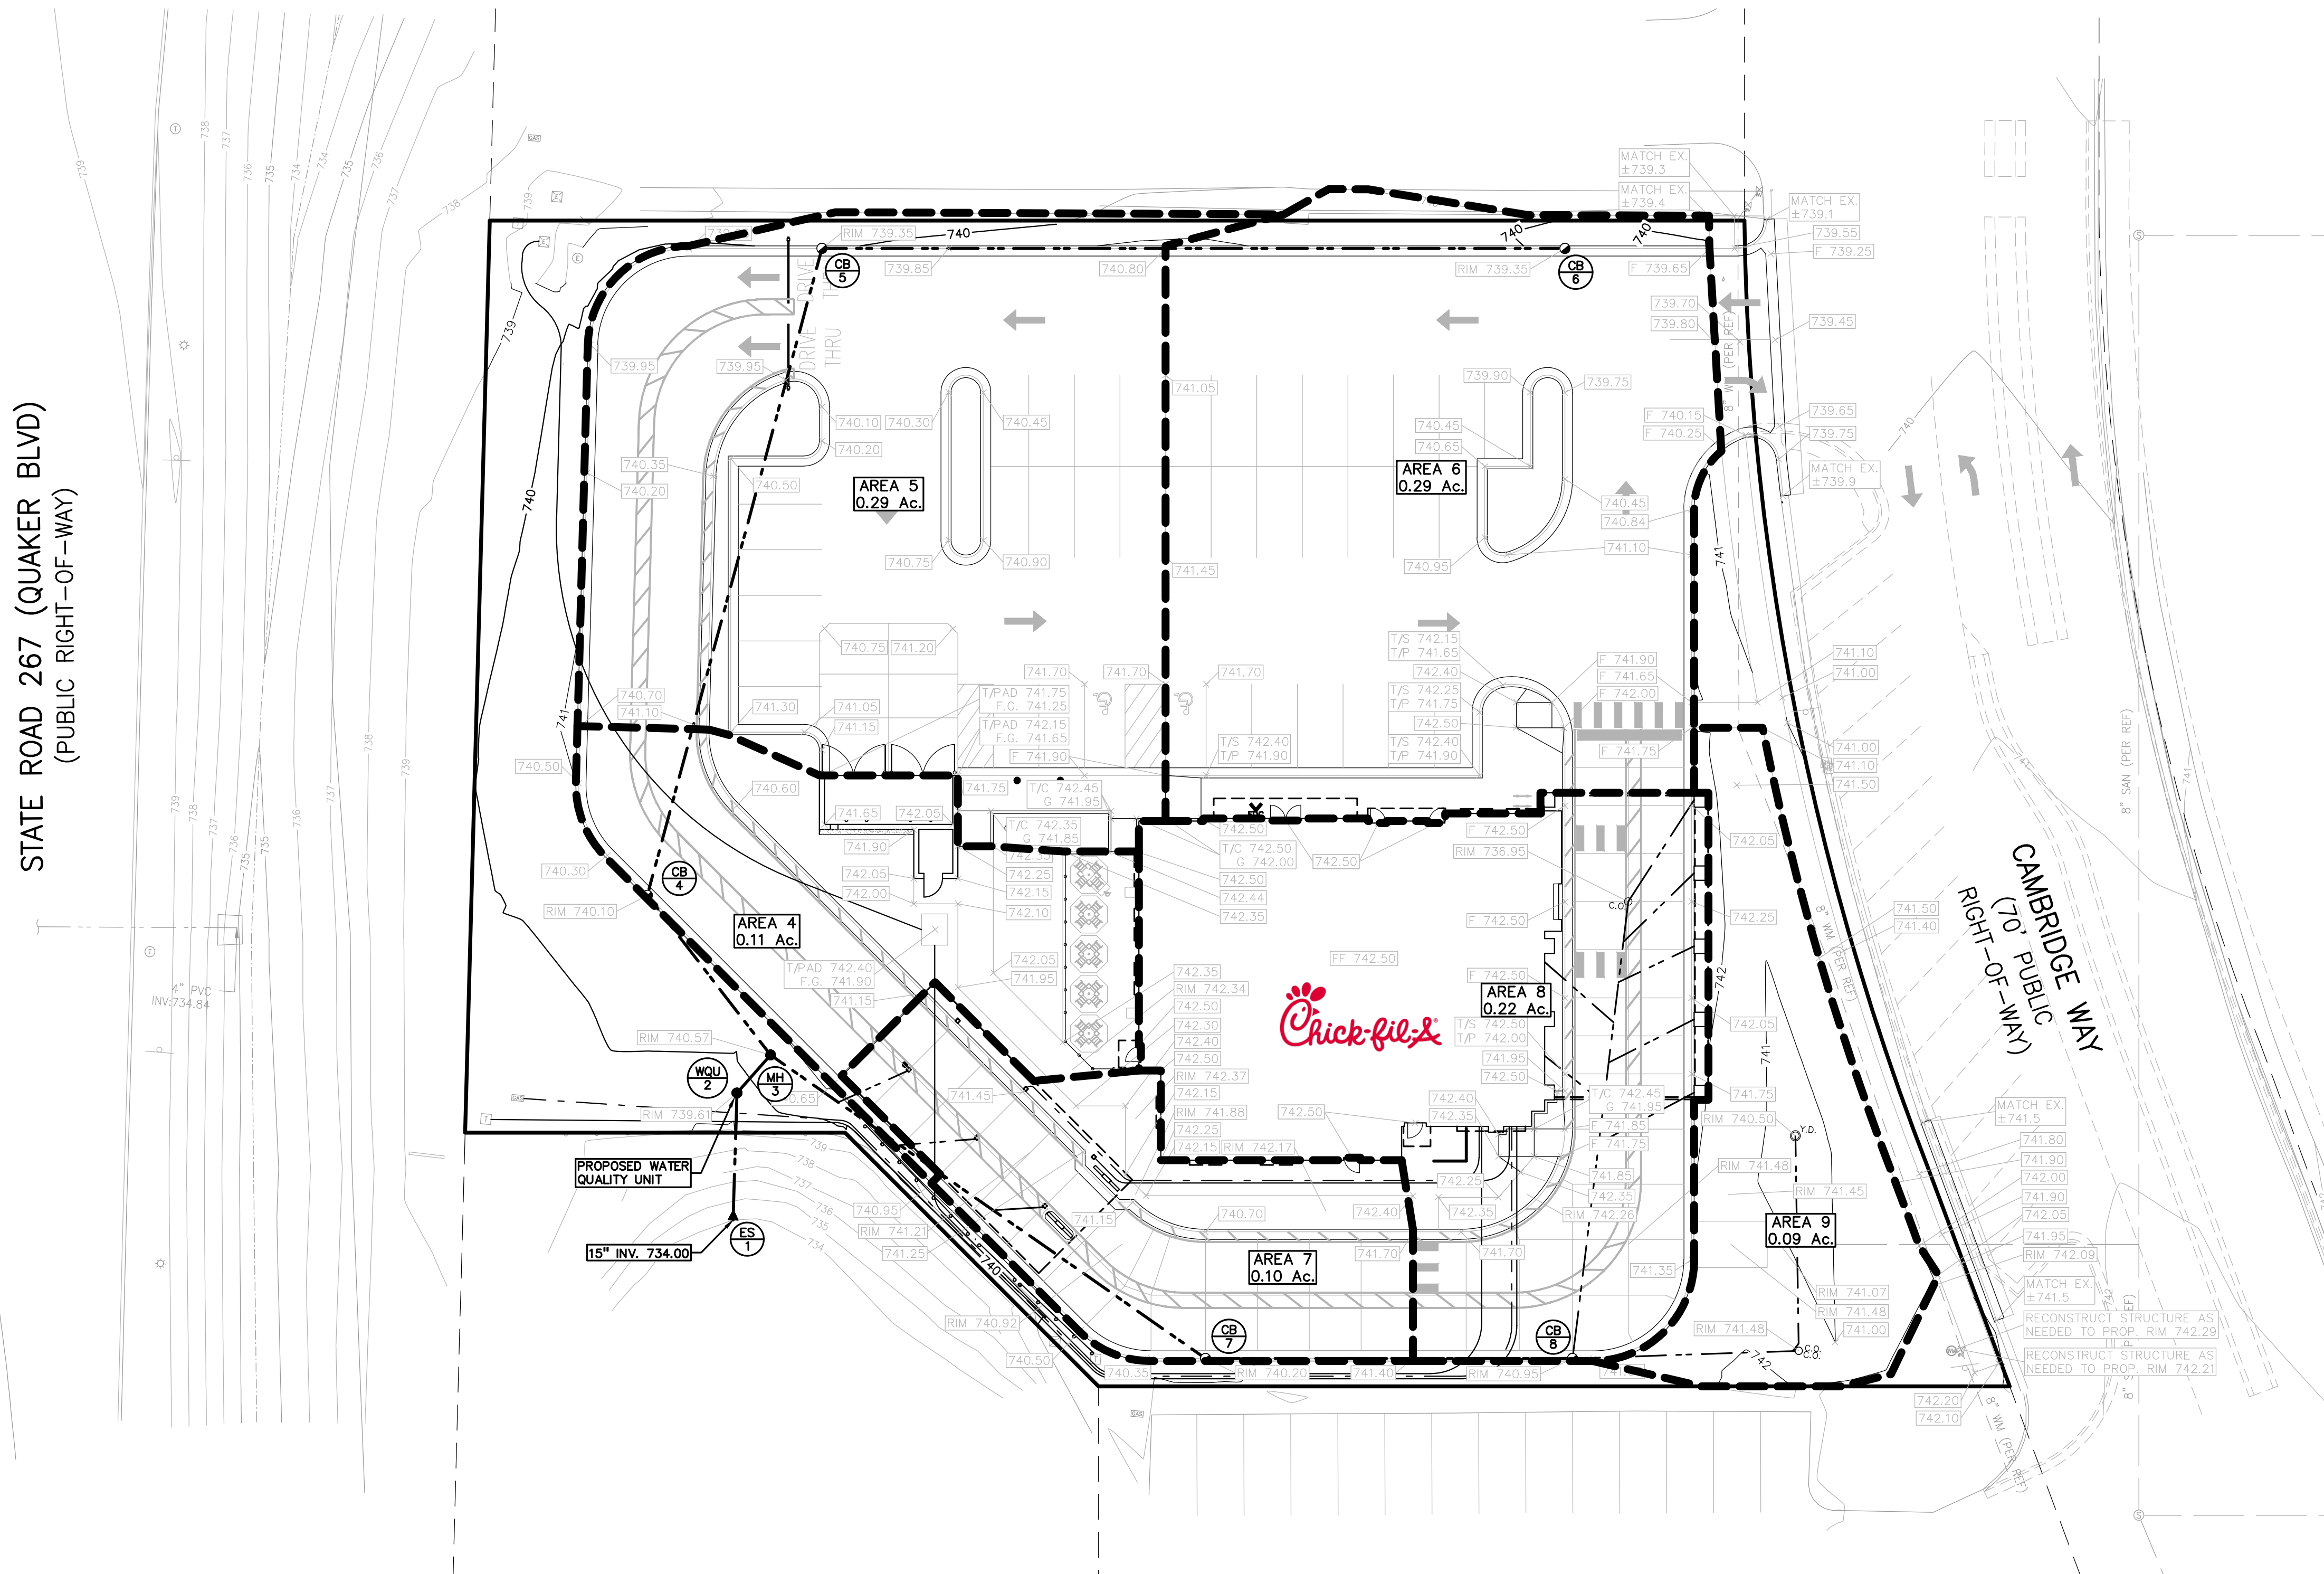 STATE ROAD 267 (QUAKER BLVD)
(PUBLIC RIGHT-OF-WAY)
CAMBRIDGE WAY
(70' PUBLIC
RIGHT-OF-WAY)
MATCH EX.
±739.3
MATCH EX.
±739.4
MATCH EX.
±739.1
739.55
F 739.25
RIM 739.35
740
739.85
740.80
RIM 739.35
F 739.65
740
740
CB
5
CB
6
DRIVE
THRU
739.70
739.80
739.45
739
739.95
739.95
741.05
739.90
739.75
740.10
740.30
740.45
740.20
740.45
740.65
F 740.15
F 740.25
739.65
739.75
MATCH EX.
±739.9
740.35
740.20
740.50
AREA 5
0.29 Ac.
AREA 6
0.29 Ac.
740.45
740.84
741.10
740
740.75
740.90
741.45
740.95
741
740.75
741.20
T/S 742.15
T/P 741.65
742.40
T/S 742.25
T/P 741.75
742.50
T/S 742.40
T/P 741.90
F 741.90
F 741.65
F 742.00
F 741.75
741.10
741.00
741.70
741.70
741.70
T/PAD 741.75
F.G. 741.25
T/PAD 742.15
F.G. 741.65
F 741.90
T/S 742.40
T/P 741.90
740.70
741.10
741
741.30
741.05
741.15
740.50
740.60
741.75
T/C 742.45
G 741.95
741.65
742.05
741.90
T/C 742.35
G 741.85
742.05
742.00
742.25
742.15
742.10
742.50
T/C 742.50
G 742.00
742.50
742.50
742.44
742.35
F 742.50
RIM 736.95
C.O.
F 742.50
741.00
741.10
741.50
742.05
742.25
741.50
741.40
8" WM (PER REF)
8" SAN (PER REF)
740.30
RIM 740.10
CB
4
AREA 4
0.11 Ac.
T/PAD 742.40
F.G. 741.90
741.15
742.05
741.95
742.35
RIM 742.34
742.50
742.30
742.40
742.50
RIM 742.37
742.15
RIM 741.88
742.25
742.15
RIM 742.17
FF 742.50
Chick-fil-A
F 742.50
AREA 8
0.22 Ac.
T/S 742.50
T/P 742.00
741.95
742.50
742
742.05
741
741.75
T/C 742.45
G 741.95
F 741.85
F 741.75
RIM 740.50
Y.D.
4" PVC
INV:734.84
RIM 740.57
WQU
2
MH
3
RIM 739.61
741.45
PROPOSED WATER
QUALITY UNIT
15" INV. 734.00
ES
1
742.50
742.40
742.35
742.25
741.85
742.35
RIM 742.26
RIM 741.48
RIM 741.45
AREA 9
0.09 Ac.
740.95
RIM 741.21
741.25
741.15
740.70
742.40
742.35
741.70
741.70
AREA 7
0.10 Ac.
741.35
740
RIM 740.92
740.50
CB
7
CB
8
740.35
RIM 740.20
741.40
RIM 740.95
RIM 741.07
RIM 741.48
741.00
RIM 741.48
C.O.
742
MATCH EX.
±741.5
741.80
741.90
742.00
741.90
742.05
741.95
RIM 742.09
MATCH EX.
±741.5
RECONSTRUCT STRUCTURE AS
NEEDED TO PROP. RIM 742.29
RECONSTRUCT STRUCTURE AS
NEEDED TO PROP. RIM 742.21
742.20
742.10
8" WM (PER REF)